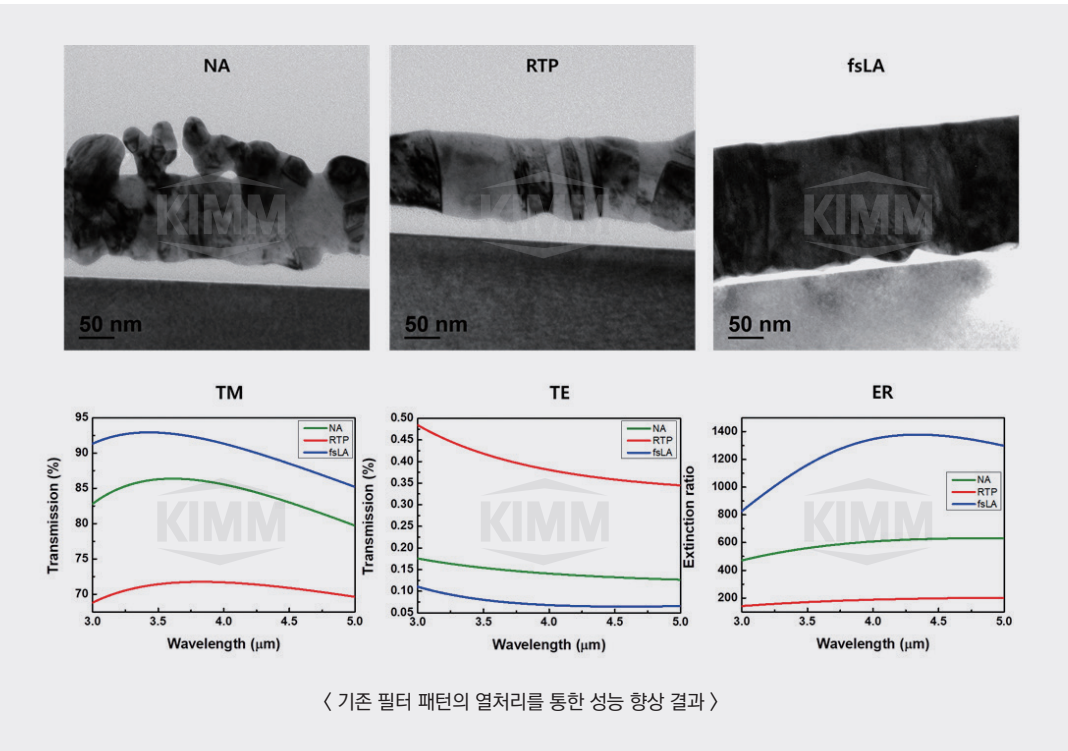 NA
RTP
fsLA
KIMM
KIMM
KIMM
50 nm
50 nm
50 nm
TM
TE
ER
95
90
85
80
75
70
Transmission (%)
NA
RTP
fsLA
KIMM
3.0
3.5
4.0
4.5
5.0
Wavelength (μm)
0.50
0.45
0.40
0.35
0.30
0.25
0.20
0.15
0.10
0.05
Transmission (%)
NA
RTP
fsLA
KIMM
3.0
3.5
4.0
4.5
5.0
Wavelength (μm)
1400
1200
1000
800
600
400
200
Extinction ratio
NA
RTP
fsLA
KIMM
3.0
3.5
4.0
4.5
5.0
Wavelength (μm)
〈 기존 필터 패턴의 열처리를 통한 성능 향상 결과 〉